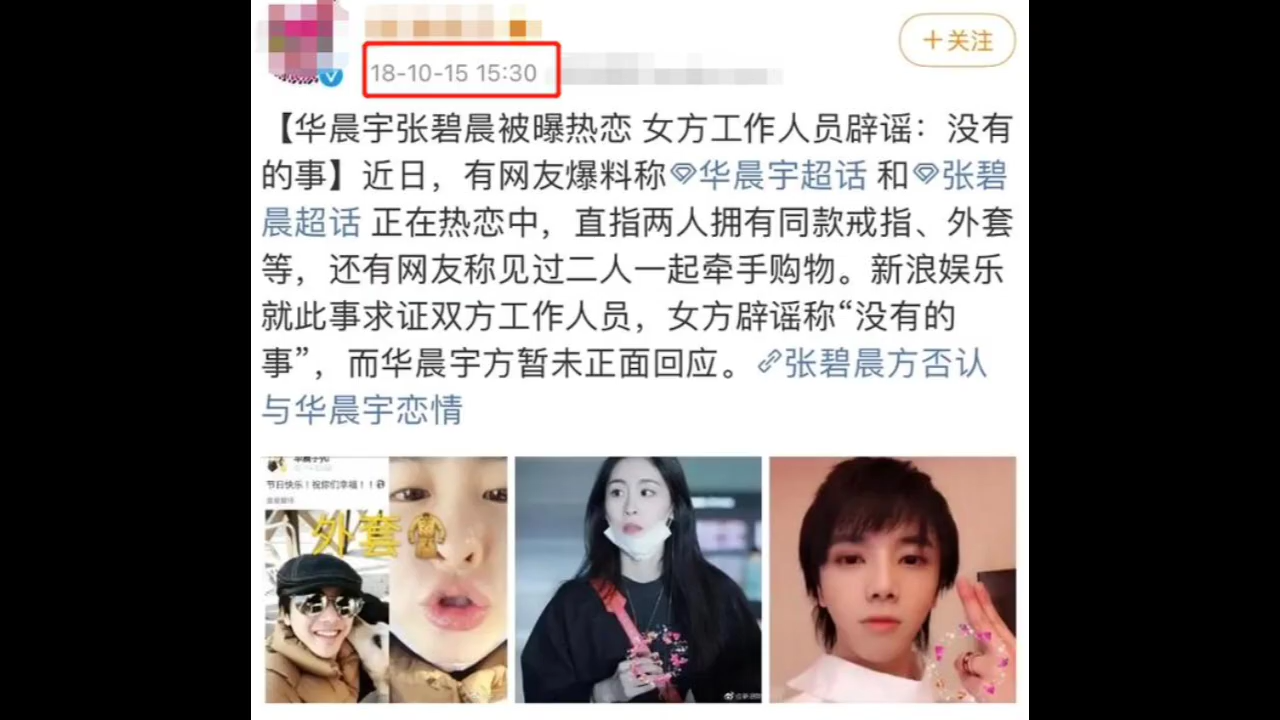 18-10-15 15:30
＋关注
【华晨宇张碧晨被曝热恋 女方工作人员辟谣：没有
的事】近日，有网友爆料称华晨宇超话 和张碧
晨超话 正在热恋中，直指两人拥有同款戒指、外套
等，还有网友称见过二人一起牵手购物。新浪娱乐
就此事求证双方工作人员，女方辟谣称“没有的
事”，而华晨宇方暂未正面回应。张碧晨方否认
与华晨宇恋情
节日快乐！祝你们幸福！！
外套